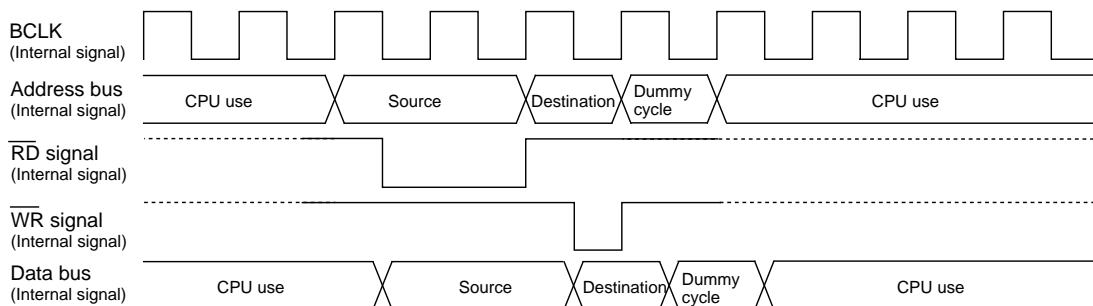 BCLK
(Internal signal)
Address bus
(Internal signal)
CPU use
Source
Destination
Dummy
cycle
CPU use
RD signal
(Internal signal)
WR signal
(Internal signal)
Data bus
(Internal signal)
CPU use
Source
Destination
Dummy
cycle
CPU use